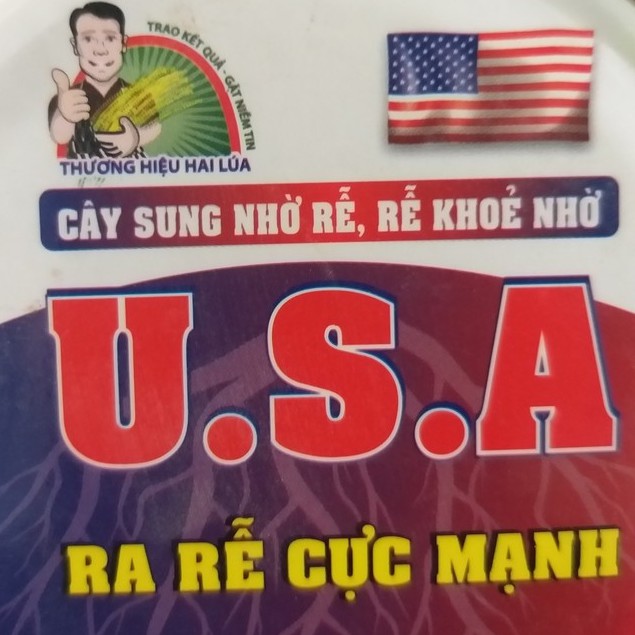 TRAO KẾT QUẢ - GẶT NIỀM TIN
THƯƠNG HIỆU HAI LÚA
CÂY SUNG NHỜ RỄ, RỄ KHOẺ NHỜ
U.S.A
RA RỄ CỰC MẠNH